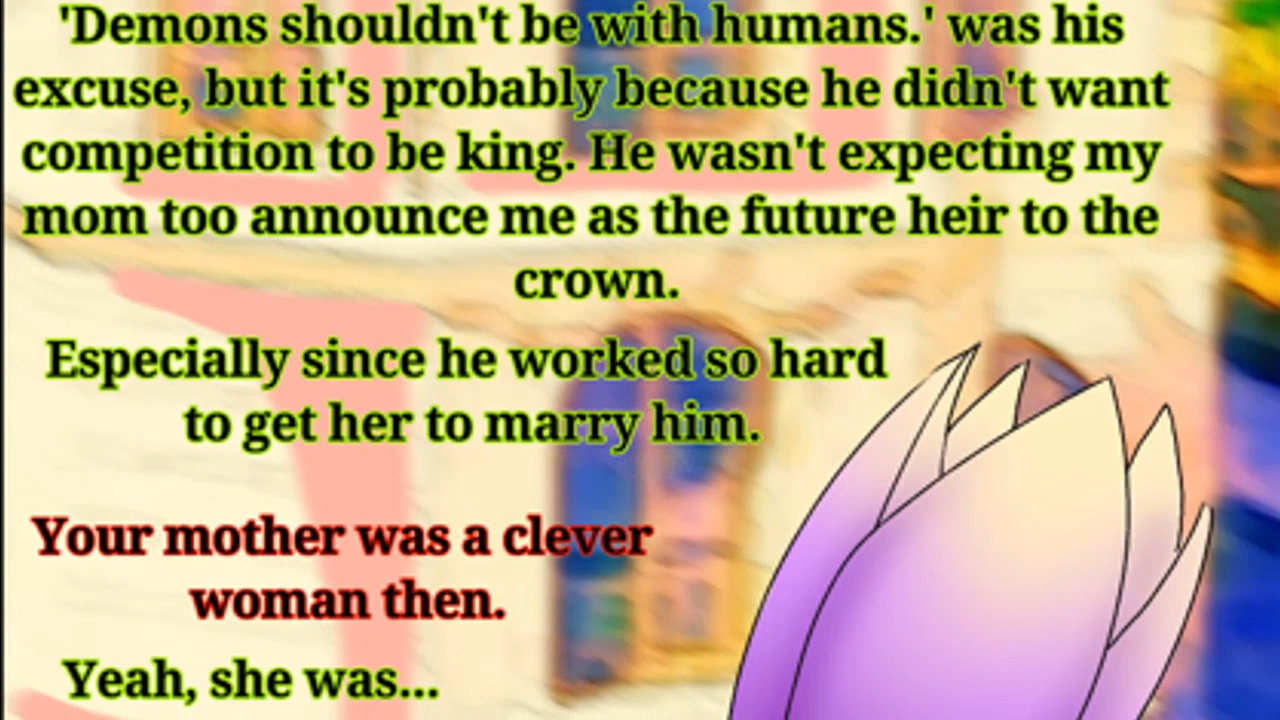 'Demons shouldn't be with humans.' was his
excuse, but it's probably because he didn't want
competition to be king. He wasn't expecting my
mom too announce me as the future heir to the
crown.
Especially since he worked so hard
to get her to marry him.
Your mother was a clever
woman then.
Yeah, she was...